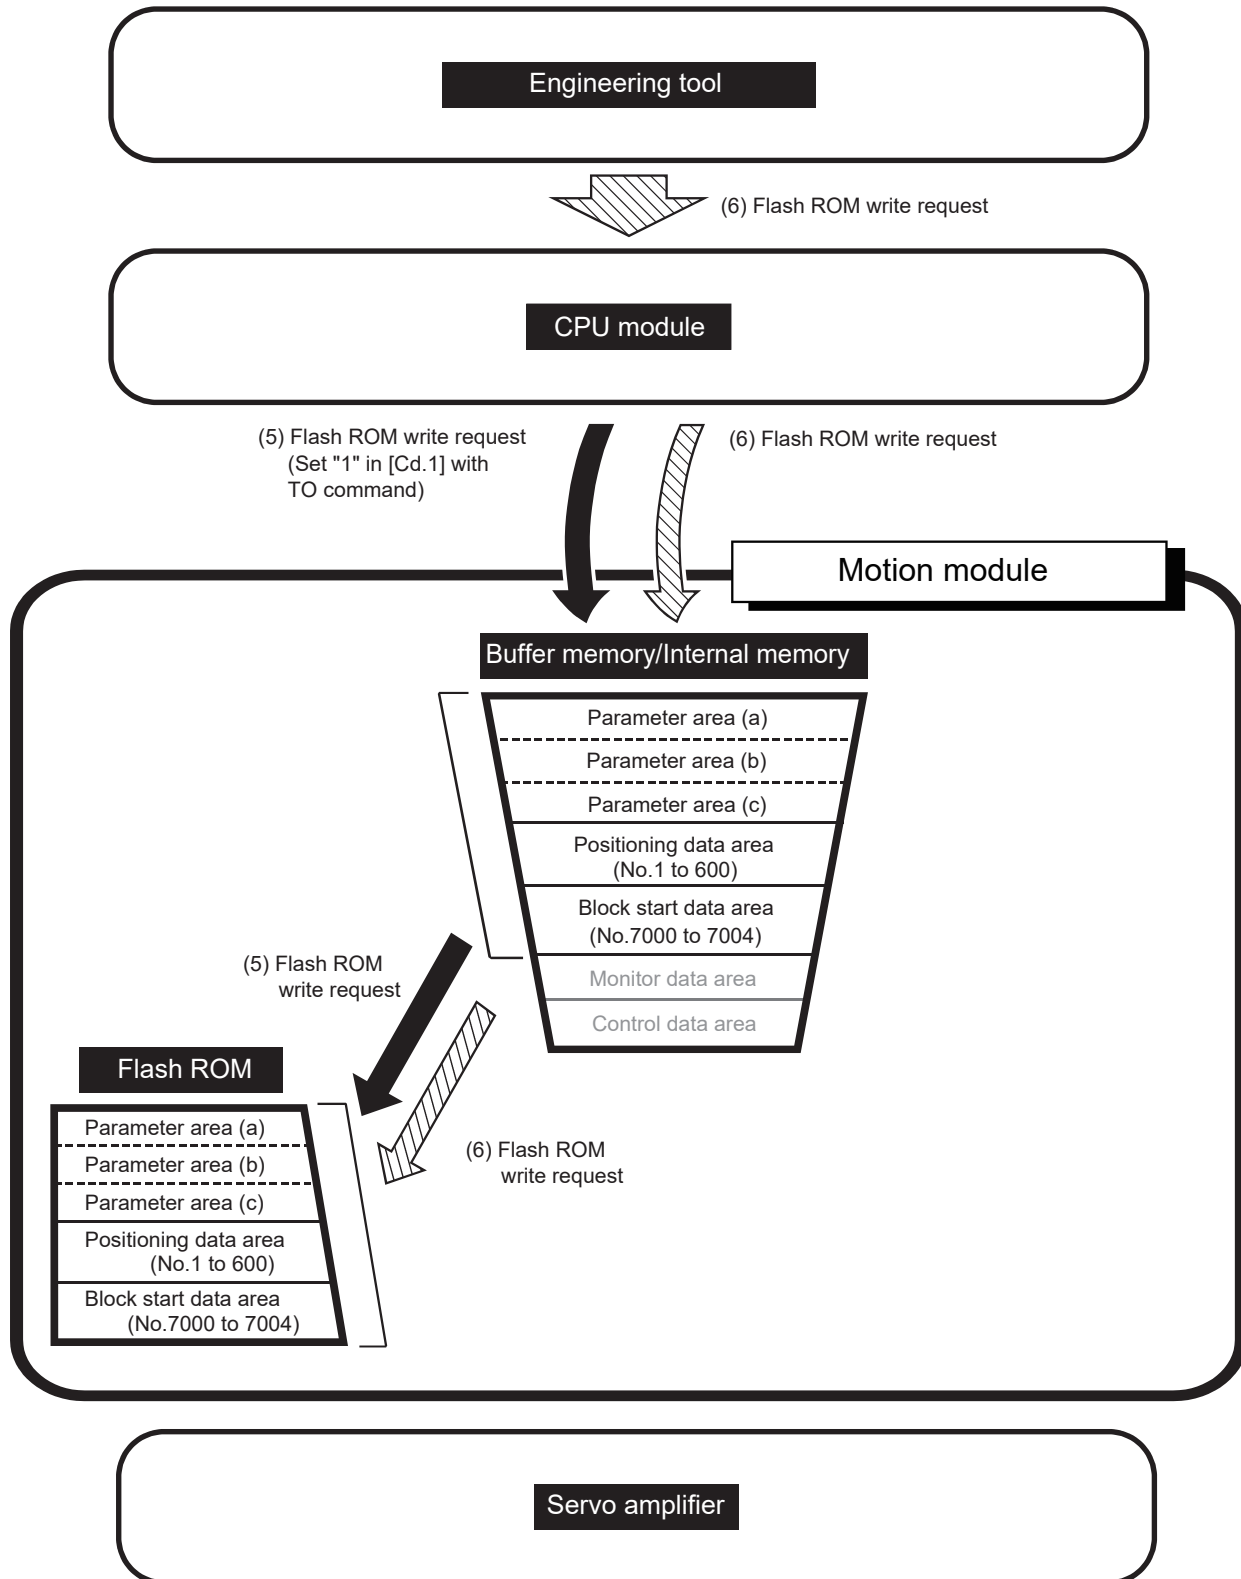 Engineering tool
(6) Flash ROM write request
CPU module
(5) Flash ROM write request
(Set "1" in [Cd.1] with
TO command)
(6) Flash ROM write request
Motion module
Buffer memory/Internal memory
Parameter area (a)
Parameter area (b)
Parameter area (c)
Positioning data area
(No.1 to 600)
Block start data area
(No.7000 to 7004)
Monitor data area
Control data area
(5) Flash ROM
write request
Flash ROM
Parameter area (a)
Parameter area (b)
Parameter area (c)
Positioning data area
(No.1 to 600)
Block start data area
(No.7000 to 7004)
(6) Flash ROM
write request
Servo amplifier